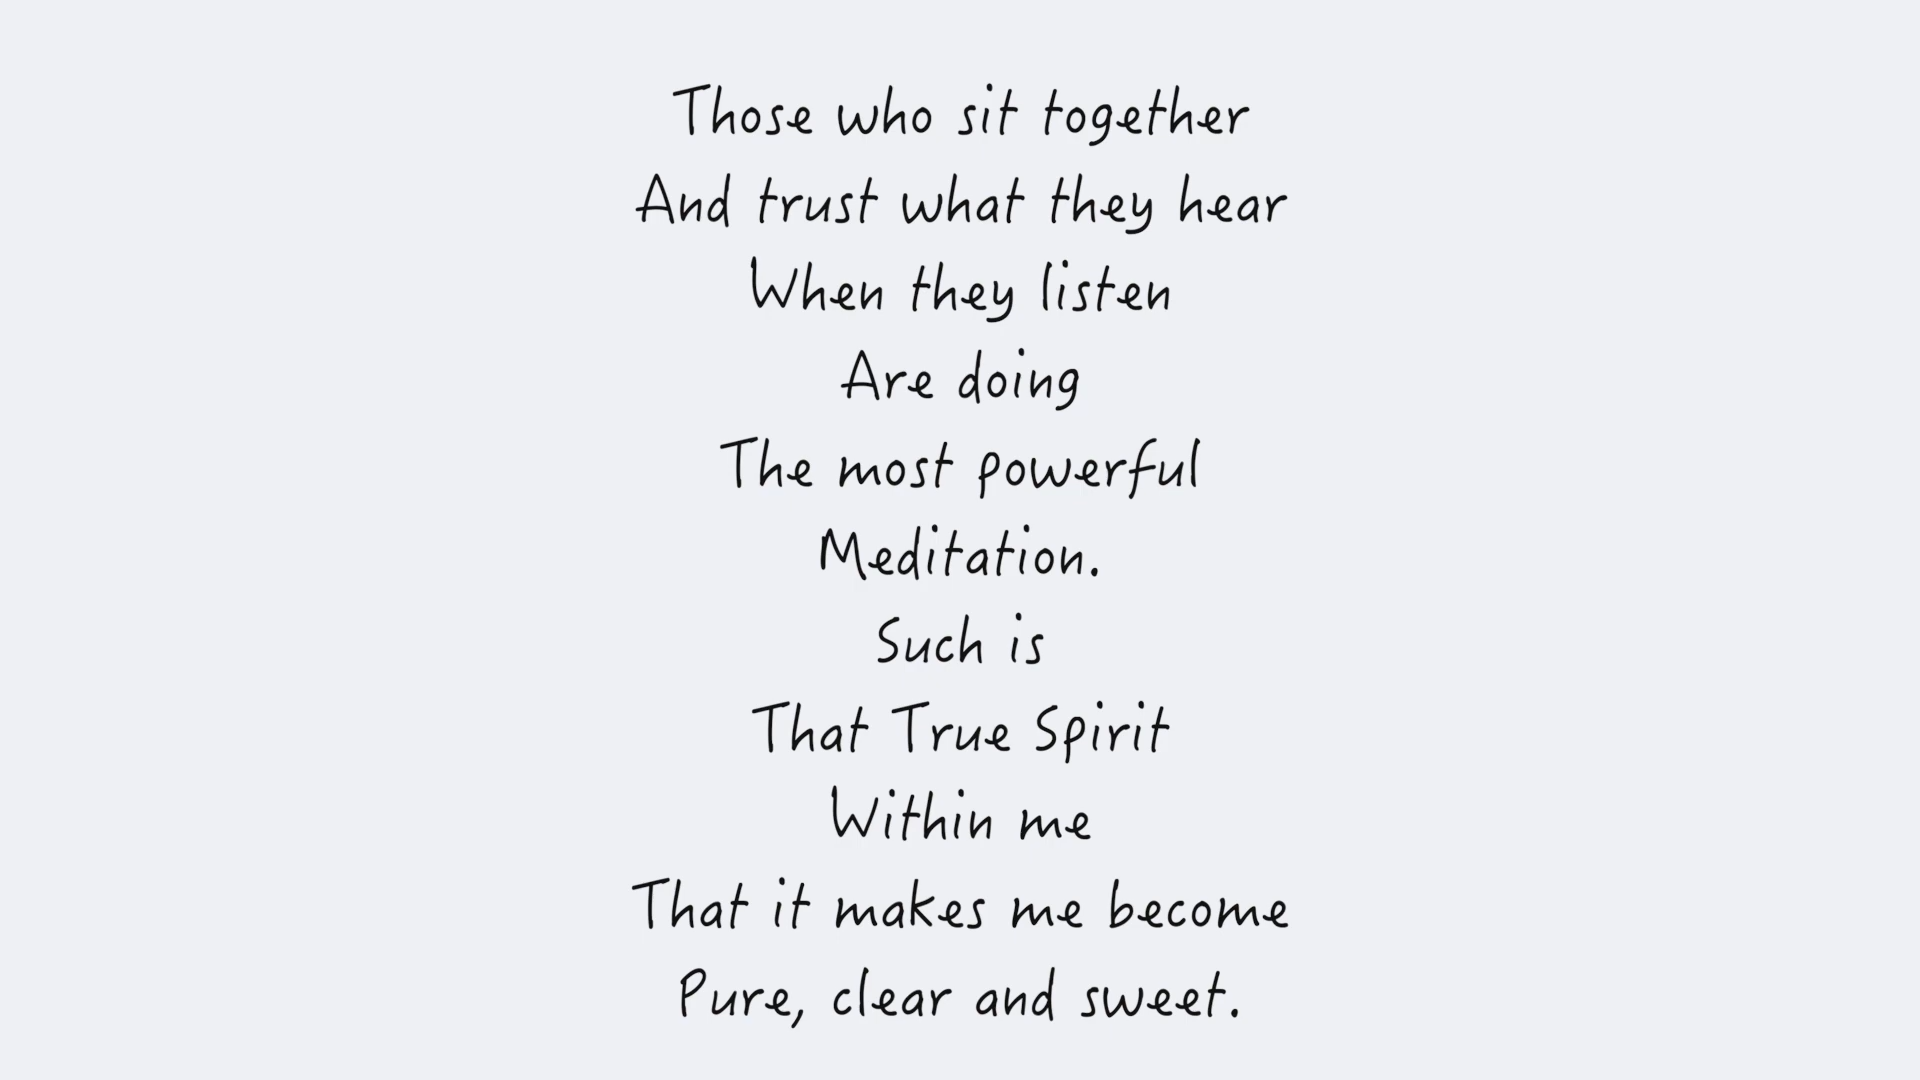 Those who sit together
And trust what they hear
When they listen
Are doing
The most powerful
Meditation.
Such is
That True Spirit
Within me
That it makes me become
Pure, clear and sweet.